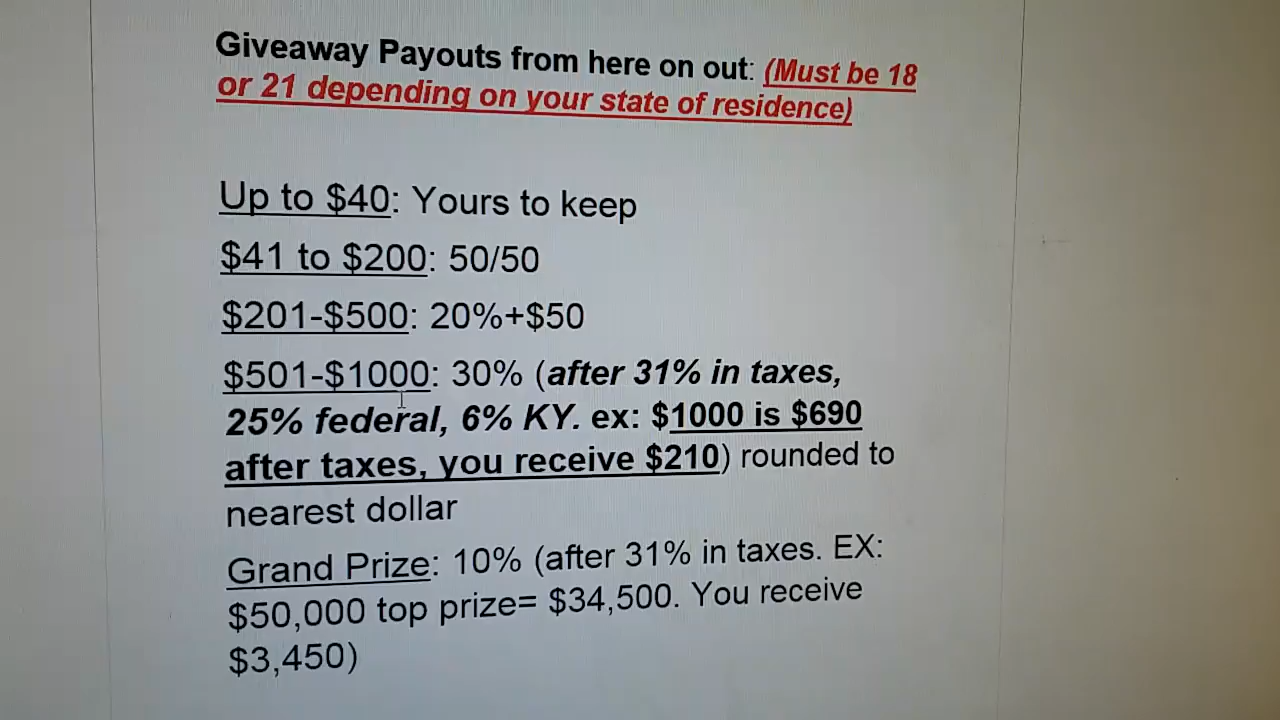 Giveaway Payouts from here on out: (Must be 18
or 21 depending on your state of residence)
Up to $40: Yours to keep
$41 to $200: 50/50
$201-$500: 20%+$50
$501-$1000: 30% (after 31% in taxes,
25% federal, 6% KY. ex: $1000 is $690
after taxes, you receive $210) rounded to
nearest dollar
Grand Prize: 10% (after 31% in taxes. EX:
$50,000 top prize= $34,500. You receive
$3,450)